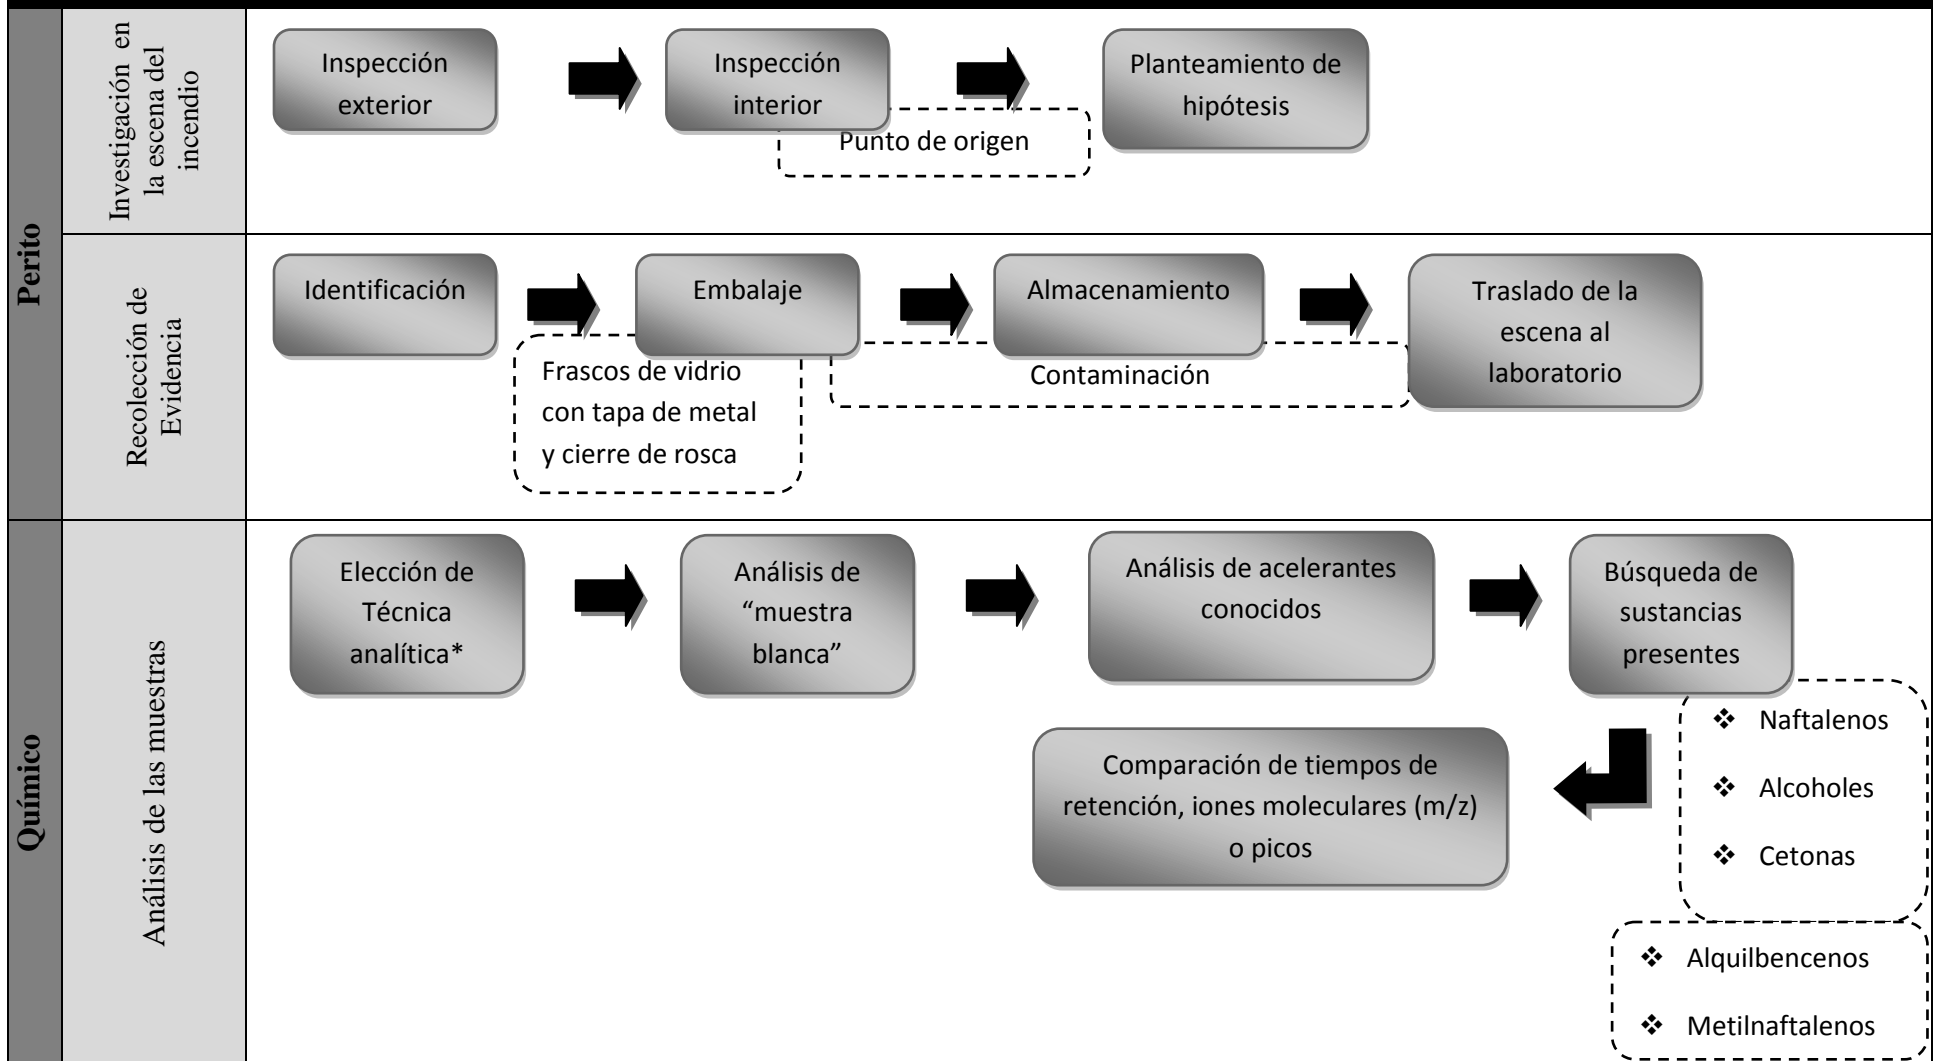 Perito
Investigación en
la escena del
incendio
Inspección
exterior
Inspección
interior
Punto de origen
Planteamiento de
hipótesis
Recolección de
Evidencia
Identificación
Embalaje
Frascos de vidrio
con tapa de metal
y cierre de rosca
Almacenamiento
Contaminación
Traslado de la
escena al
laboratorio
Químico
Análisis de las muestras
Elección de
Técnica
analítica*
Análisis de
“muestra
blanca”
Análisis de acelerantes
conocidos
Búsqueda de
sustancias
presentes
❖ Naftalenos
❖ Alcoholes
❖ Cetonas
❖ Alquilbencenos
❖ Metilnaftalenos
Comparación de tiempos de
retención, iones moleculares (m/z)
o picos